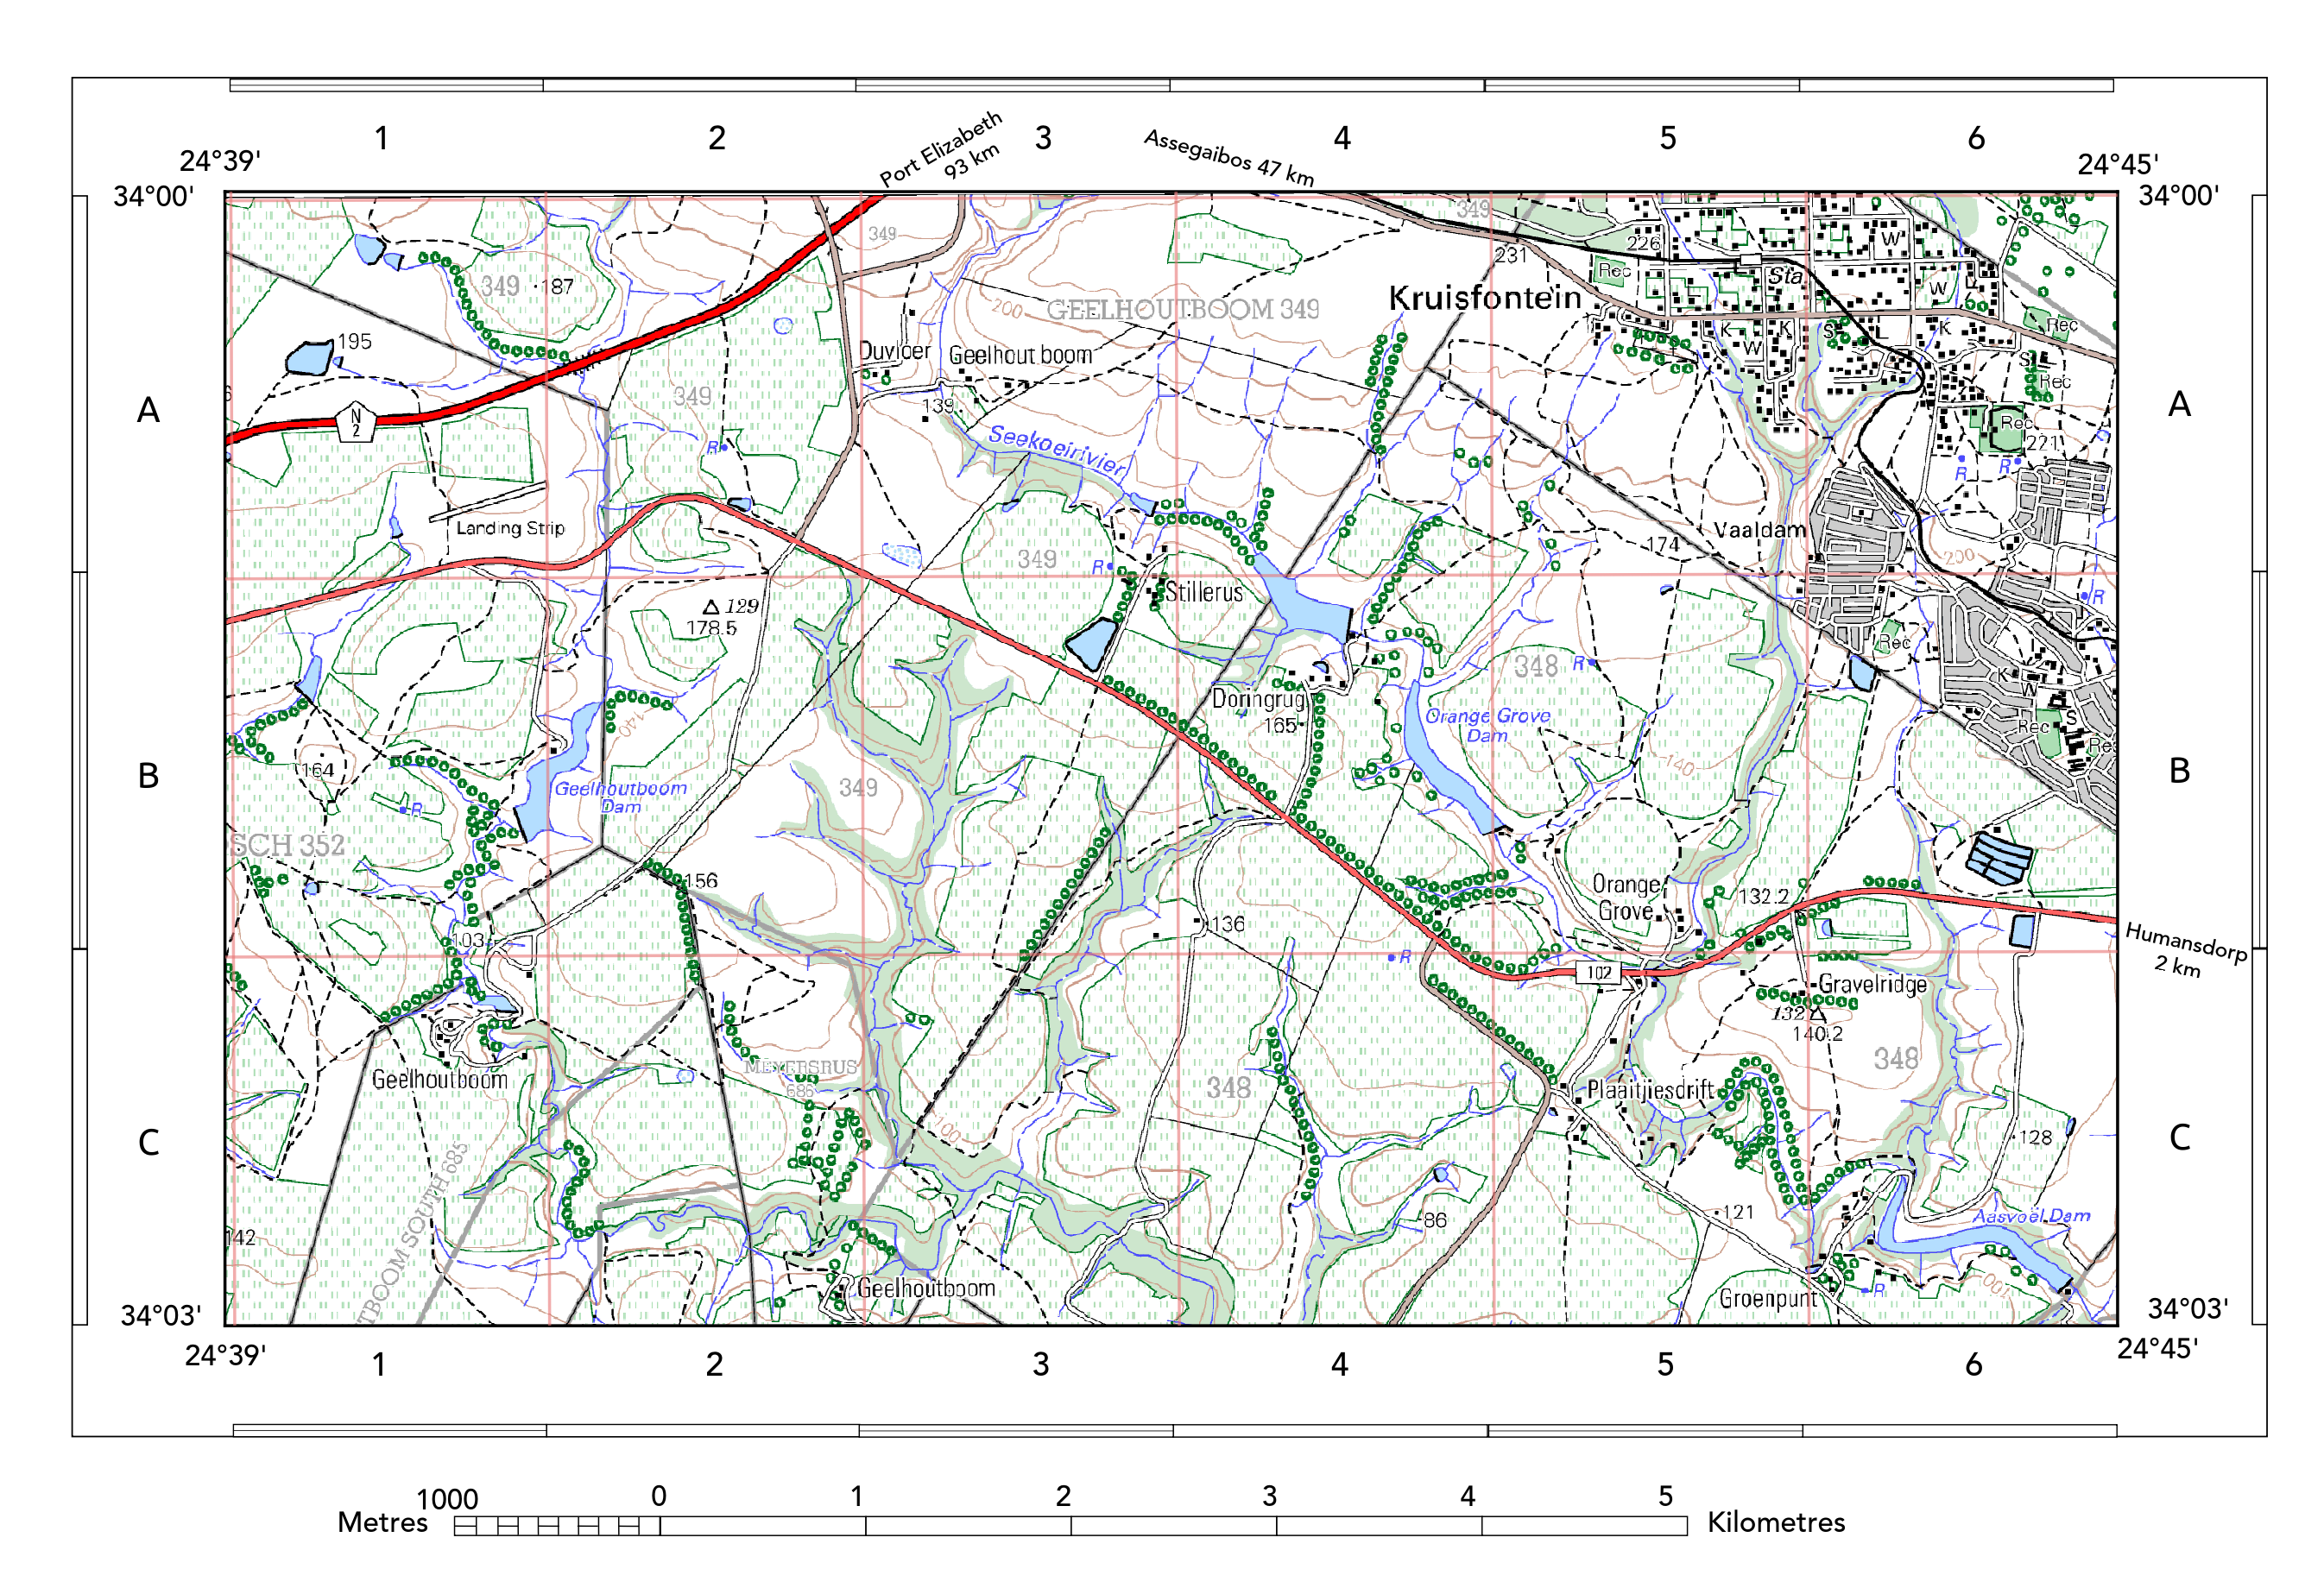 1
2
3
4
5
6
24°39'
Port Elizabeth
93 km
Assegaibos 47 km
24°45'
34°00'
34°00'
349
349
226
W
231
Rec
Sta
349
187
Kruisfontein
W
200
GEELHOUTBOOM 349
K
K
S
K
Rec
195
Duvloer
Geelhout boom
W
S
Rec
N
2
349
A
A
139
Rec
221
Seekoeirivier
R
R
R
Landing Strip
Vaaldam
174
200
349
R
Stillerus
R
129
178.5
Rec
348
R
Doringrug
165
K
W
Orange Grove
Dam
S
Rec
Rec
140
140
164
B
B
Geelhoutboom
Dam
349
R
SCH 352
156
Orange
Grove
132.2
136
103
Humansdorp
2 km
R
102
Gravelridge
132
140.2
348
MEYERSRUS
685
Geelhoutboom
348
Plaaitjiesdrift
100
C
C
128
TBOOM SOUTH 685
86
121
Aasvoël Dam
142
Geelhoutboom
Groenpunt
R
100
34°03'
34°03'
24°39'
24°45'
1
2
3
4
5
6
1000
0
1
2
3
4
5
Metres
Kilometres